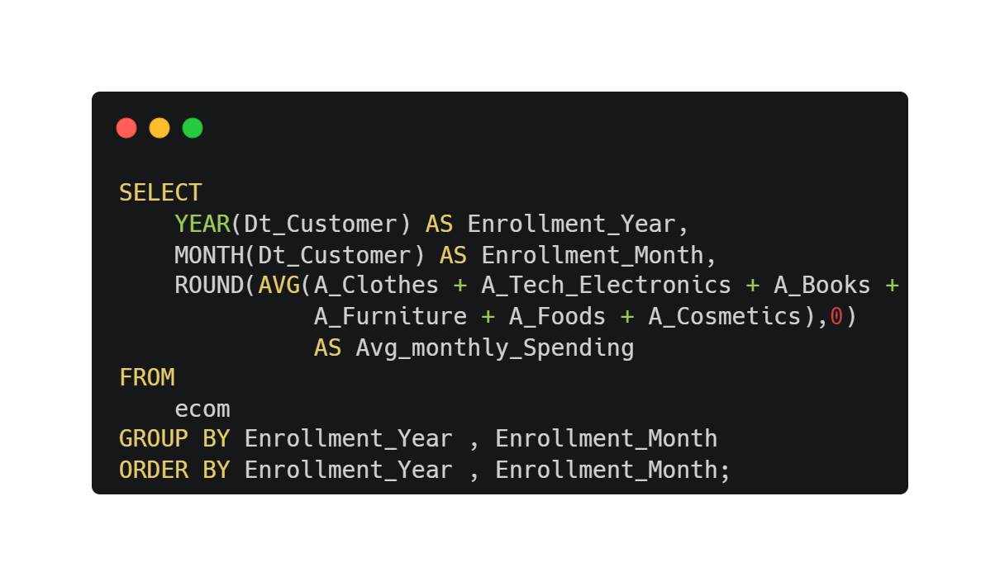 SELECT
    YEAR(Dt_Customer) AS Enrollment_Year,
    MONTH(Dt_Customer) AS Enrollment_Month,
    ROUND(AVG(A_Clothes + A_Tech_Electronics + A_Books +
              A_Furniture + A_Foods + A_Cosmetics),0)
              AS Avg_monthly_Spending
FROM
    ecom
GROUP BY Enrollment_Year , Enrollment_Month
ORDER BY Enrollment_Year , Enrollment_Month;